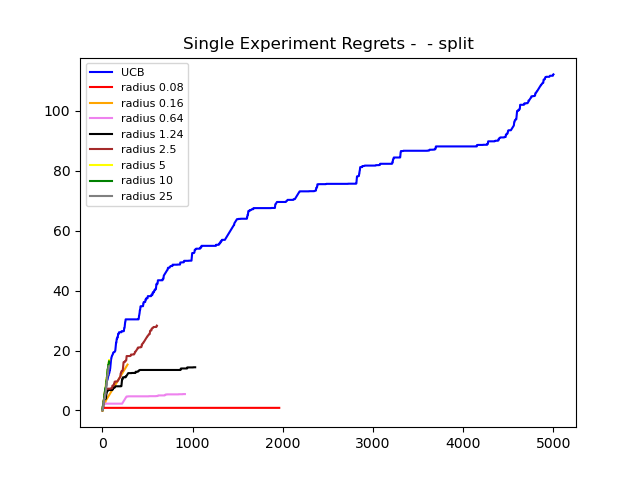 Single Experiment Regrets -  - split
UCB
radius 0.08
radius 0.16
radius 0.64
radius 1.24
radius 2.5
radius 5
radius 10
radius 25
100
80
60
40
20
0
0 1000 2000 3000 4000 5000